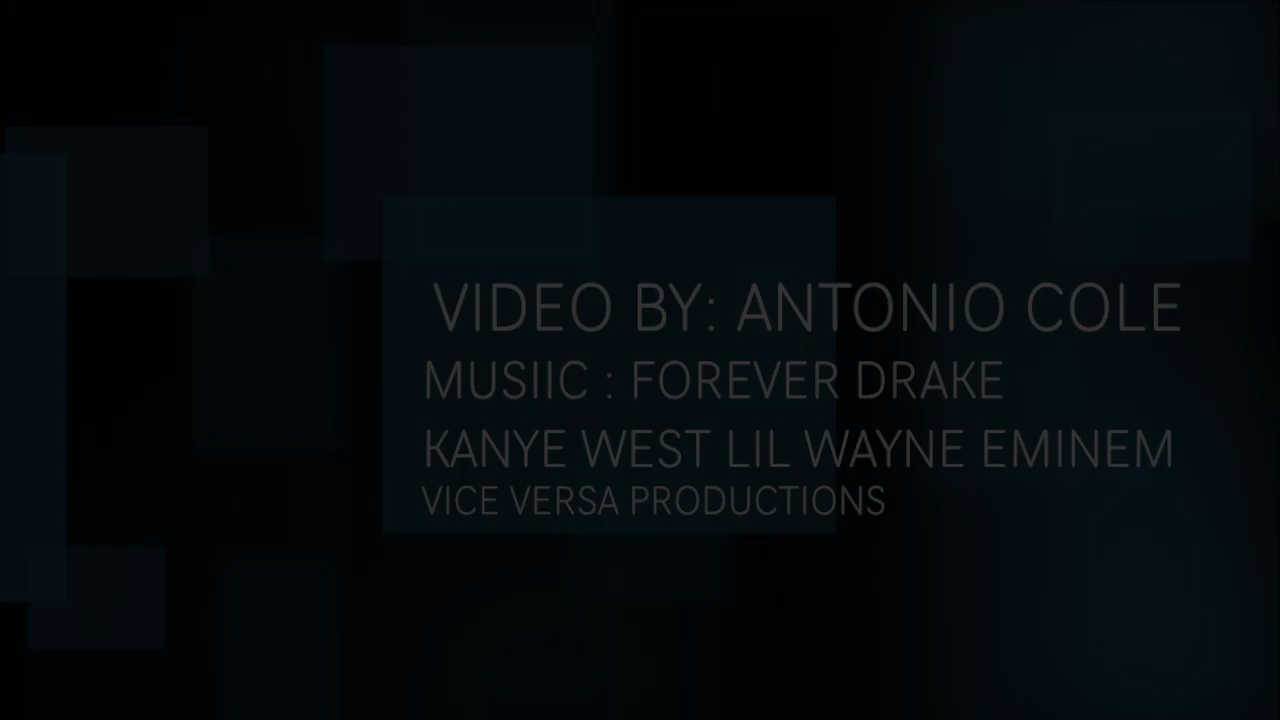 VIDEO BY: ANTONIO COLE
MUSIIC : FOREVER DRAKE
KANYE WEST LIL WAYNE EMINEM
VICE VERSA PRODUCTIONS